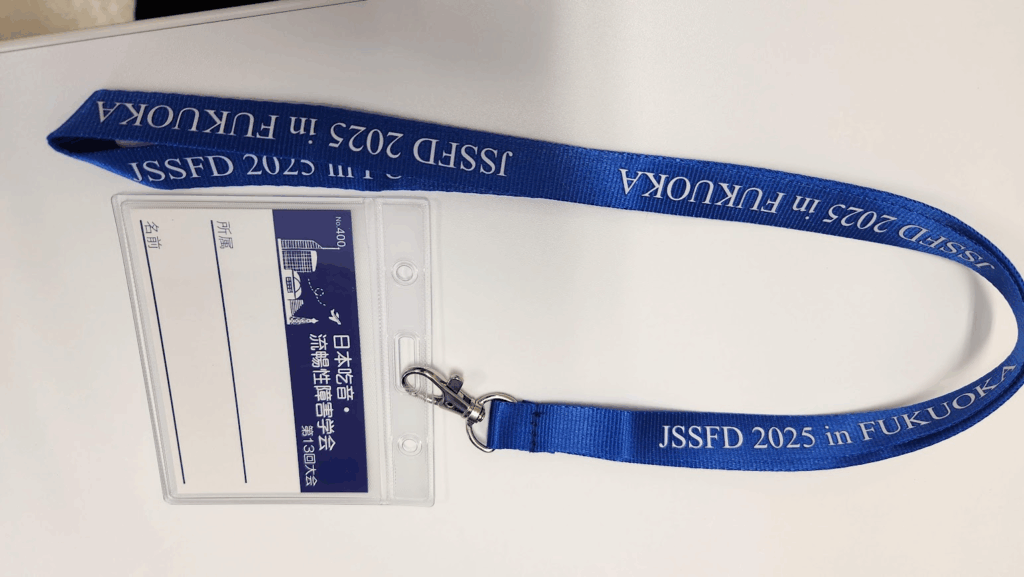 JSSFD 2025 in FUKUOKA
JSSFD 2025 in FUKUOKA
JSSFD 2025 in FUKUOKA
JSSFD 2025 in
No.400
日本吃音・
流暢性障害学会
第13回大会
所属
名前